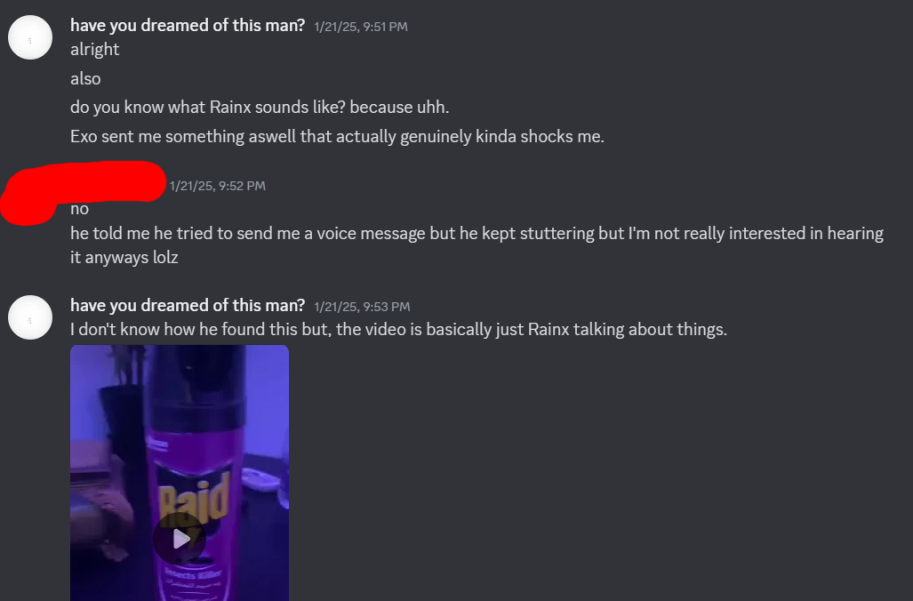 have you dreamed of this man? 1/21/25, 9:51 PM
alright
also
do you know what Rainx sounds like? because uhh.
Exo sent me something aswell that actually genuinely kinda shocks me.
1/21/25, 9:52 PM
no
he told me he tried to send me a voice message but he kept stuttering but I'm not really interested in hearing
it anyways lolz
have you dreamed of this man? 1/21/25, 9:53 PM
I don't know how he found this but, the video is basically just Rainx talking about things.
Raid
Insects Killer